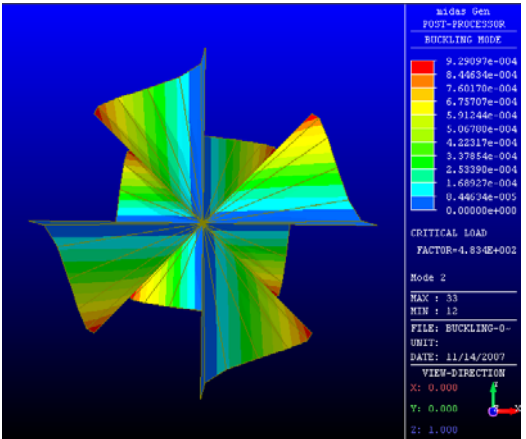 midas Gen
POST-PROCESSOR
BUCKLING MODE
9.29097e-004
8.44634e-004
7.60170e-004
6.75707e-004
5.91244e-004
5.06780e-004
4.22317e-004
3.37854e-004
2.53390e-004
1.68927e-004
8.44634e-005
0.00000e+000
CRITICAL LOAD
FACTOR=4.834E+002
Mode 2
MAX : 33
MIN : 12
FILE: BUCKLING-0~
UNIT:
DATE: 11/14/2007
VIEW-DIRECTION
X: 0.000
Y: 0.000
Z: 1.000